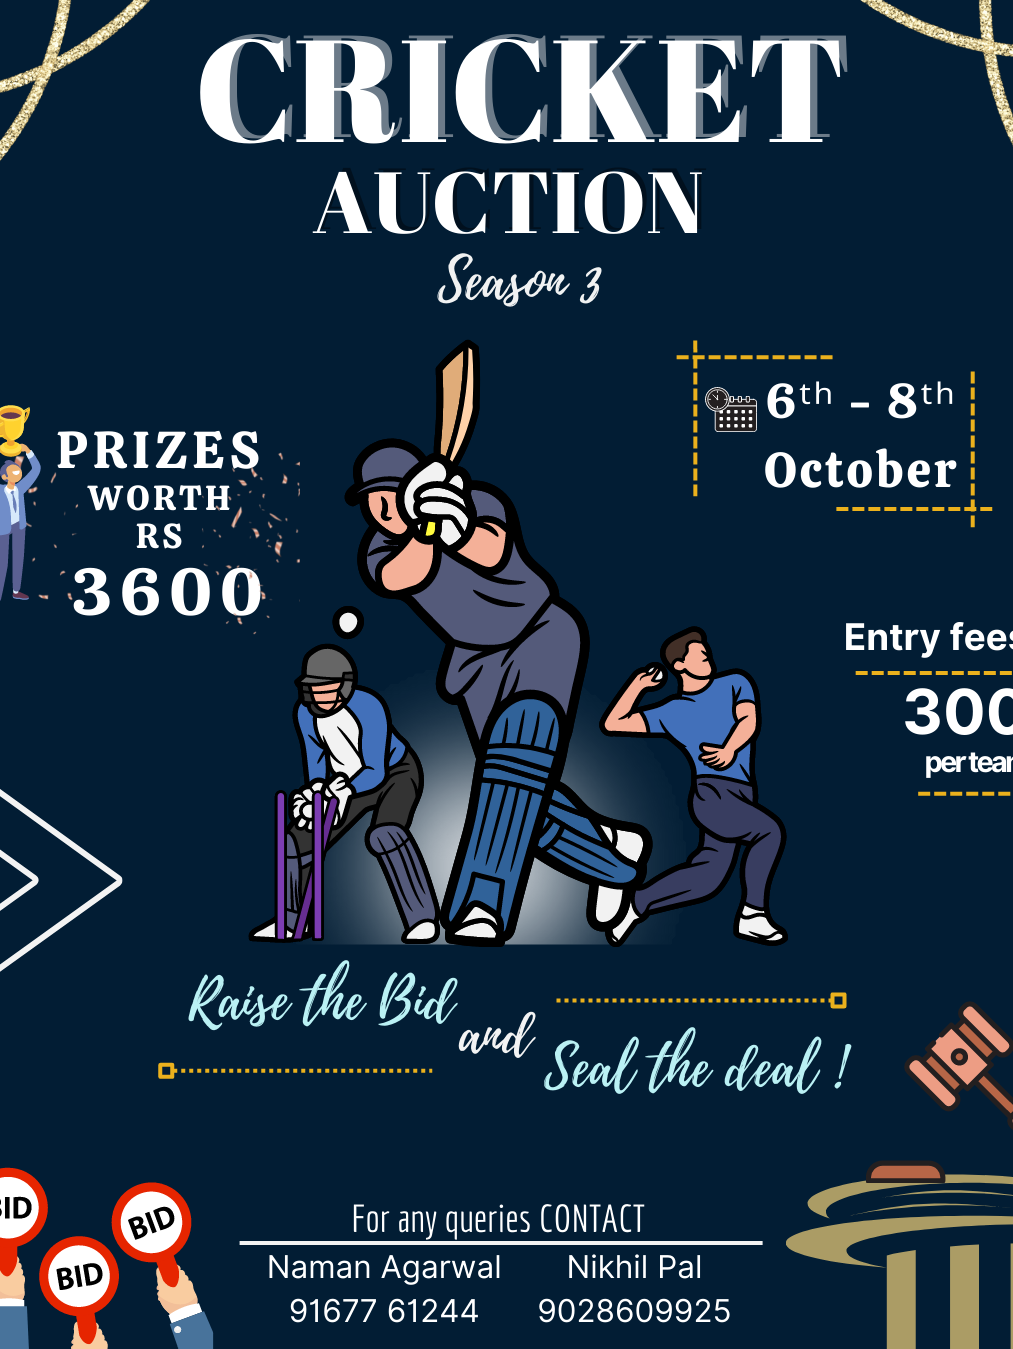 CRICKET
AUCTION
Season 3
6th - 8th
October
PRIZES
WORTH
RS
3600
Entry fees
300
per team
Raise the Bid
and
Seal the deal !
BID
BID
BID
For any queries CONTACT
Naman Agarwal Nikhil Pal
91677 61244 9028609925